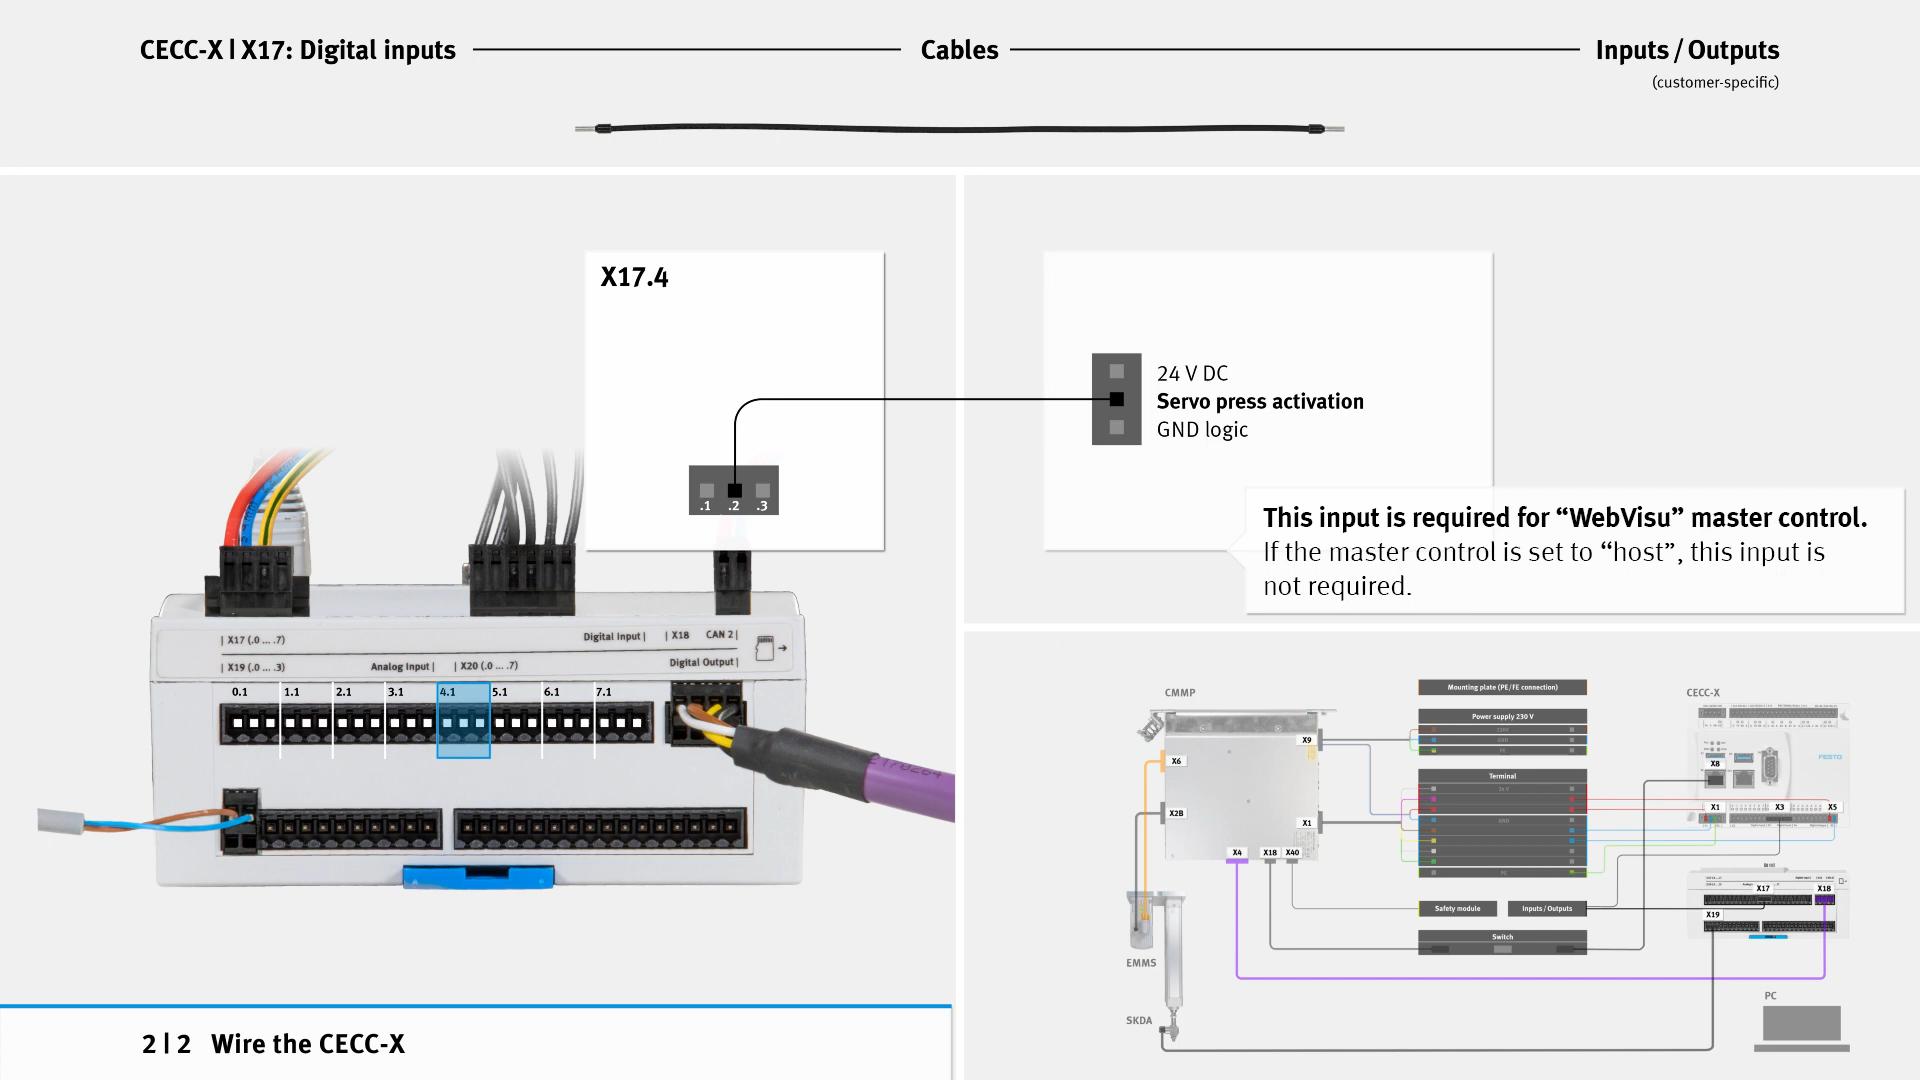 CECC-X | X17: Digital inputs
Cables
Inputs / Outputs
(customer-specific)
X17.4
.1 .2 .3
24 V DC
Servo press activation
GND logic
This input is required for “WebVisu” master control.
If the master control is set to “host”, this input is
not required.
| X17 (.0 ... .7) Digital Input | | X18 CAN 2 |
| X19 (.0 ... .3) Analog Input | | X20 (.0 ... .7) Digital Output |
0.1 1.1 2.1 3.1 4.1 5.1 6.1 7.1
2 | 2 Wire the CECC-X
CMMP
X9
X6
X2B
X1
X4 X18 X40
EMMS
SKDA
Mounting plate (PE/FE connection)
Power supply 230 V
GND
PE
Terminal
24 V
GND
PE
Safety module
Inputs / Outputs
Switch
CECC-X
FESTO
X8
X1 X3 X5
X17 X18
X19
PC